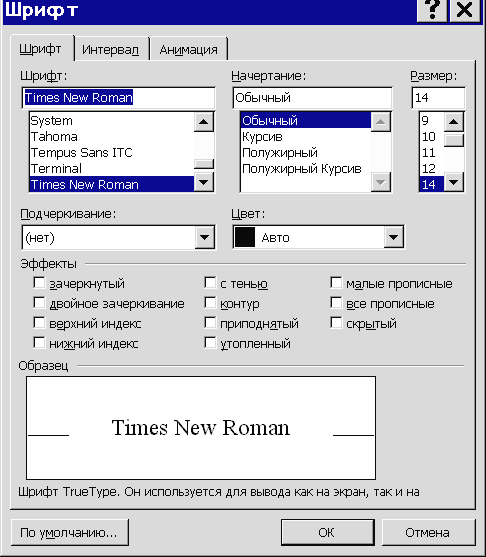 Шрифт ? ×
Шрифт Интервал Анимация
Шрифт: Начертание: Размер:
Times New Roman Обычный 14
System Обычный 9
Tahoma Курсив 10
Tempus Sans ITC Полужирный 11
Terminal Полужирный Курсив 12
Times New Roman 14
Подчеркивание: Цвет:
(нет) Авто
Эффекты
зачеркнутый с тенью малые прописные
двойное зачеркивание контур все прописные
верхний индекс приподнятый скрытый
нижний индекс утопленный
Образец
Times New Roman
Шрифт TrueType. Он используется для вывода как на экран, так и на
По умолчанию... ОК Отмена